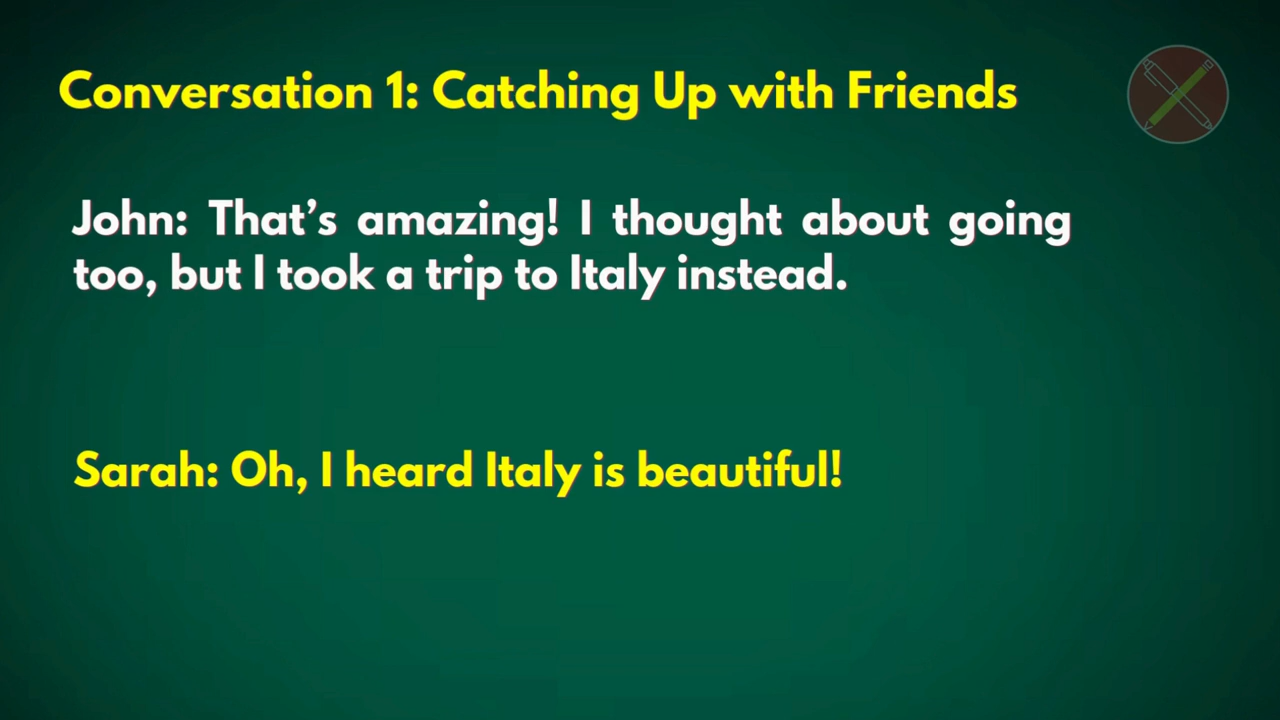 Conversation 1: Catching Up with Friends
John: That’s amazing! I thought about going
too, but I took a trip to Italy instead.
Sarah: Oh, I heard Italy is beautiful!